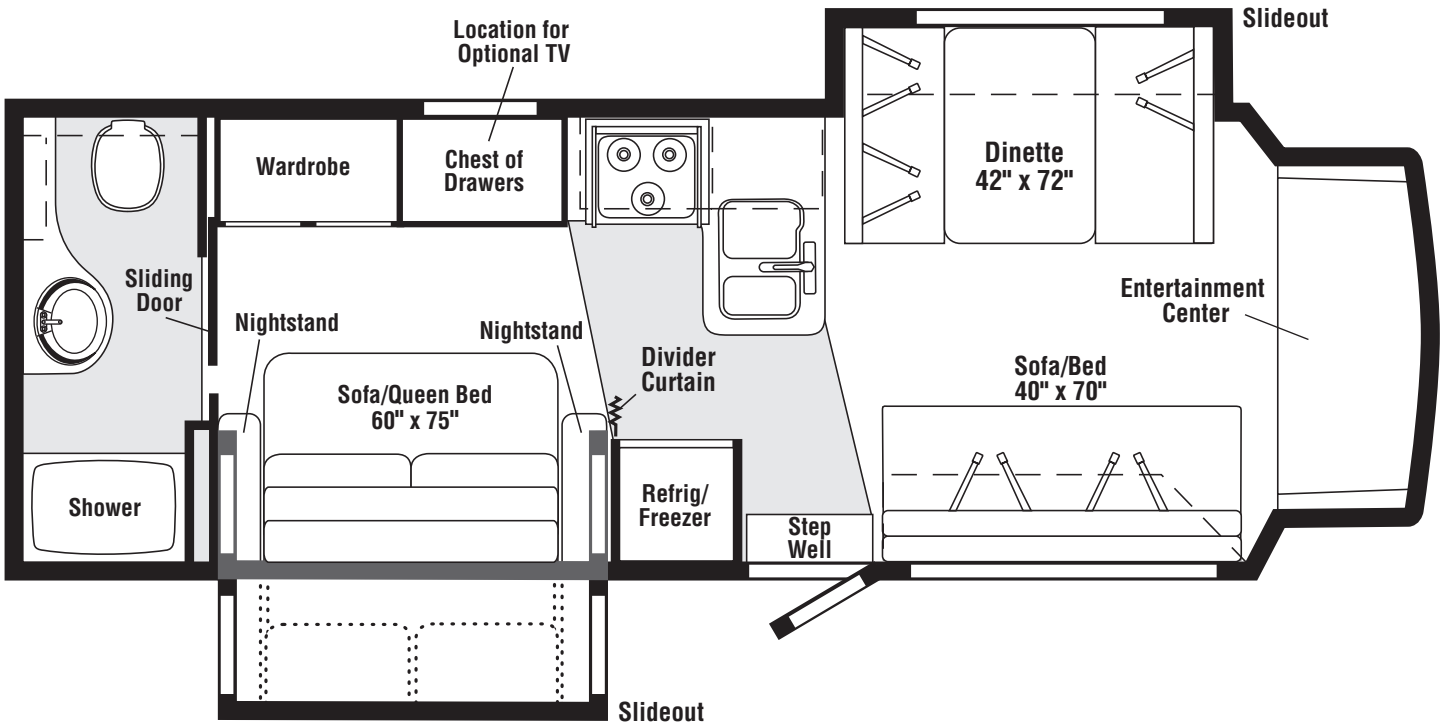 Slideout
Location for
Optional TV
Wardrobe
Chest of
Drawers
Dinette
42" x 72"
Sliding
Door
Nightstand
Nightstand
Entertainment
Center
Divider
Curtain
Sofa/Bed
40" x 70"
Sofa/Queen Bed
60" x 75"
Shower
Refrig/
Freezer
Step
Well
Slideout